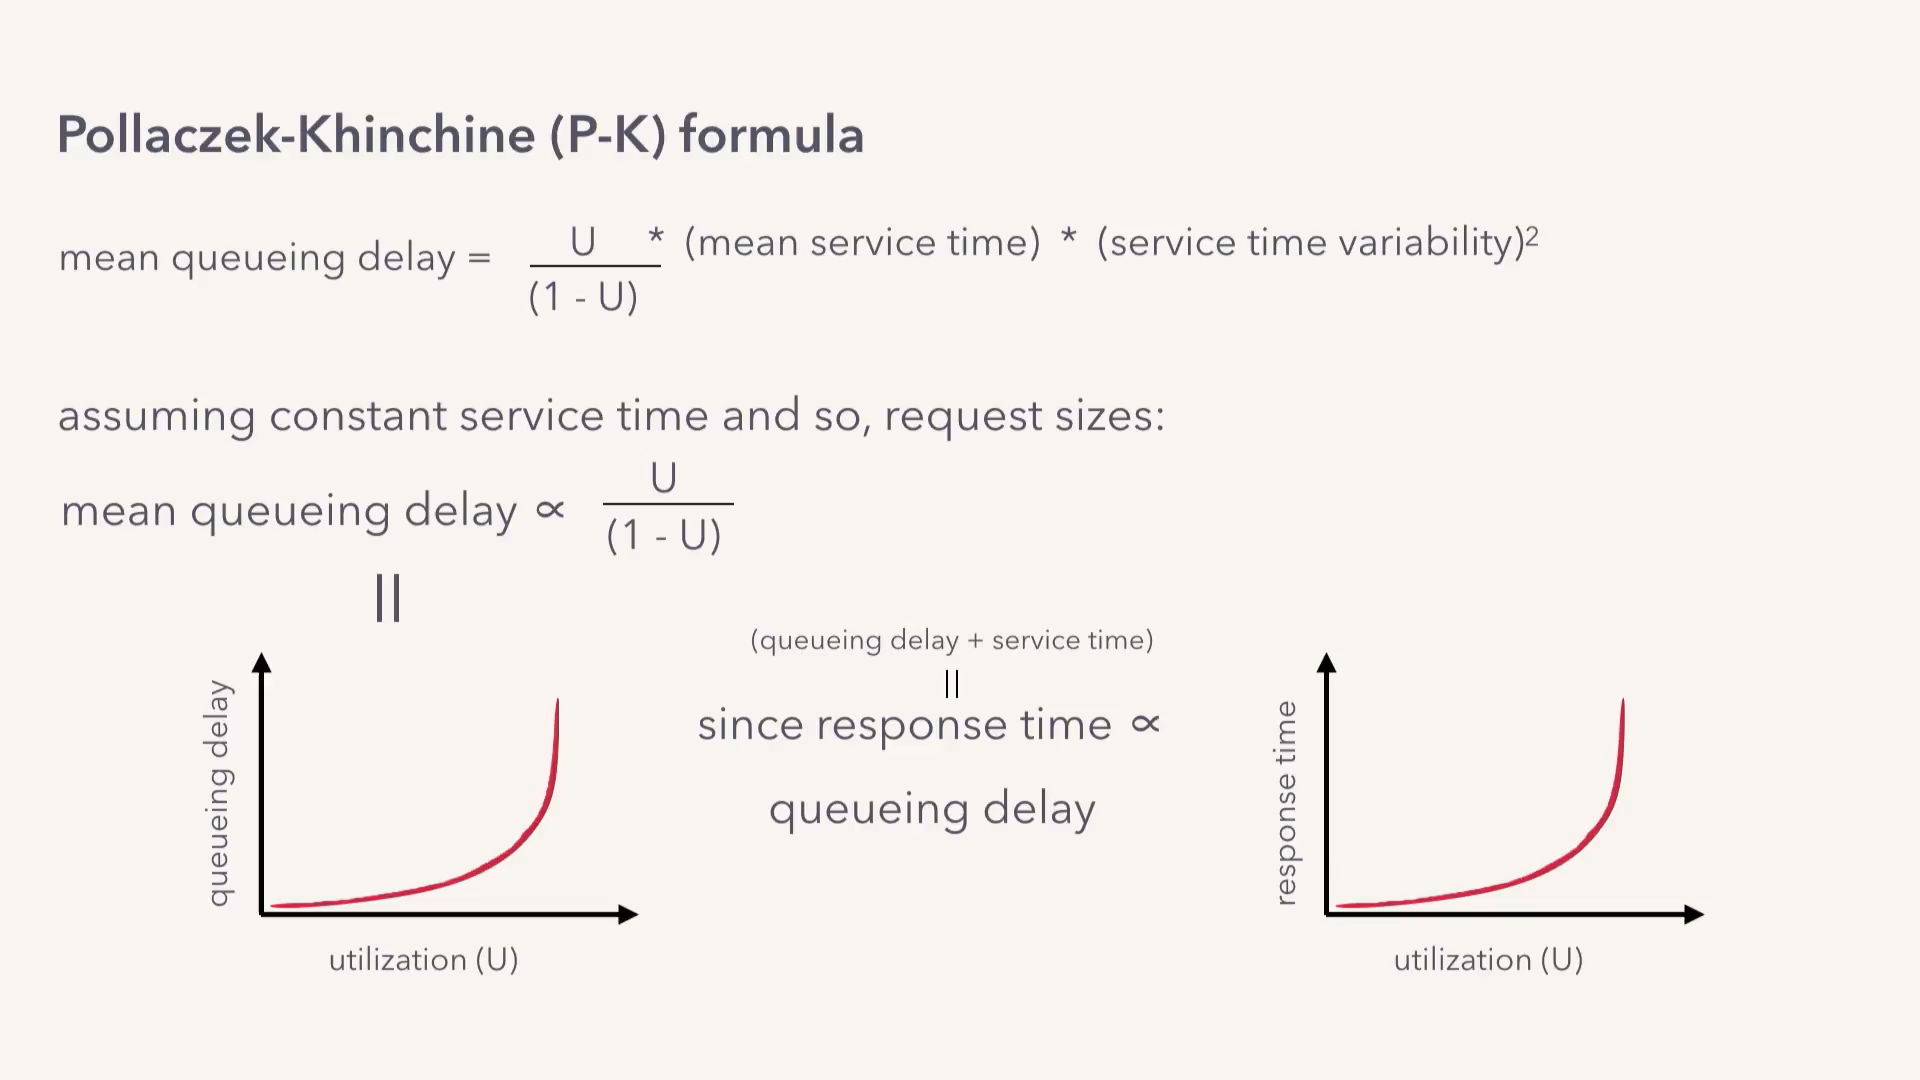 Pollaczek-Khinchine (P-K) formula
mean queueing delay = U * (mean service time) * (service time variability)²
(1 - U)
assuming constant service time and so, request sizes:
mean queueing delay ∝ U
(1 - U)
||
(queueing delay + service time)
||
since response time ∝
queueing delay
queueing delay
utilization (U)
response time
utilization (U)